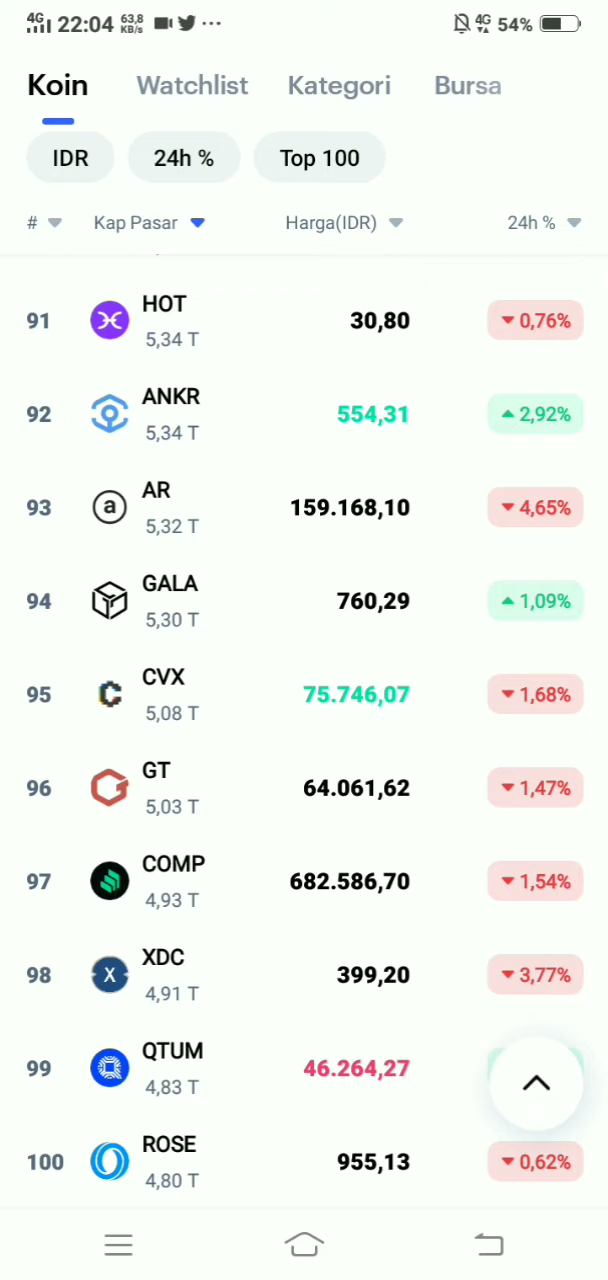 4G 22:04 63,8 KB/s ... 4G 54%
Koin Watchlist Kategori Bursa
IDR 24h % Top 100
# Kap Pasar Harga(IDR) 24h %
91 HOT 30,80 0,76%
5,34 T
92 ANKR 554,31 2,92%
5,34 T
93 AR 159.168,10 4,65%
5,32 T
94 GALA 760,29 1,09%
5,30 T
95 CVX 75.746,07 1,68%
5,08 T
96 GT 64.061,62 1,47%
5,03 T
97 COMP 682.586,70 1,54%
4,93 T
98 XDC 399,20 3,77%
4,91 T
99 QTUM 46.264,27
4,83 T
100 ROSE 955,13 0,62%
4,80 T